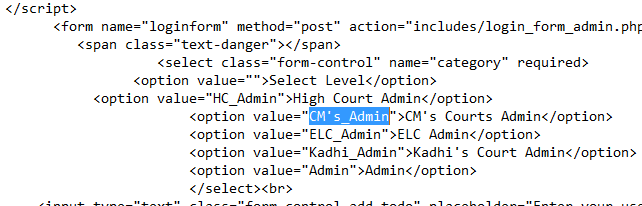 </script>
<form name="loginform" method="post" action="includes/login_form_admin.php
<span class="text-danger"></span>
<select class="form-control" name="category" required>
<option value="">Select Level</option>
<option value="HC_Admin">High Court Admin</option>
<option value="CM's_Admin">CM's Courts Admin</option>
<option value="ELC_Admin">ELC Admin</option>
<option value="Kadhi_Admin">Kadhi's Court Admin</option>
<option value="Admin">Admin</option>
</select><br>
<input type="text" class="form-control add-todo" placeholder="Enter your use